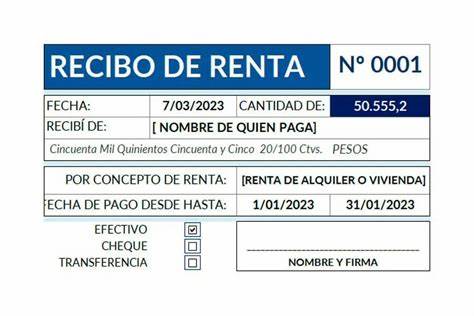 RECIBO DE RENTA Nº 0001
FECHA: 7/03/2023 CANTIDAD DE: 50.555,2
RECIBÍ DE: [ NOMBRE DE QUIEN PAGA]
Cincuenta Mil Quinientos Cincuenta y Cinco 20/100 Ctvs. PESOS
POR CONCEPTO DE RENTA: [RENTA DE ALQUILER O VIVIENDA]
FECHA DE PAGO DESDE HASTA: 1/01/2023 31/01/2023
EFECTIVO
CHEQUE
TRANSFERENCIA
NOMBRE Y FIRMA